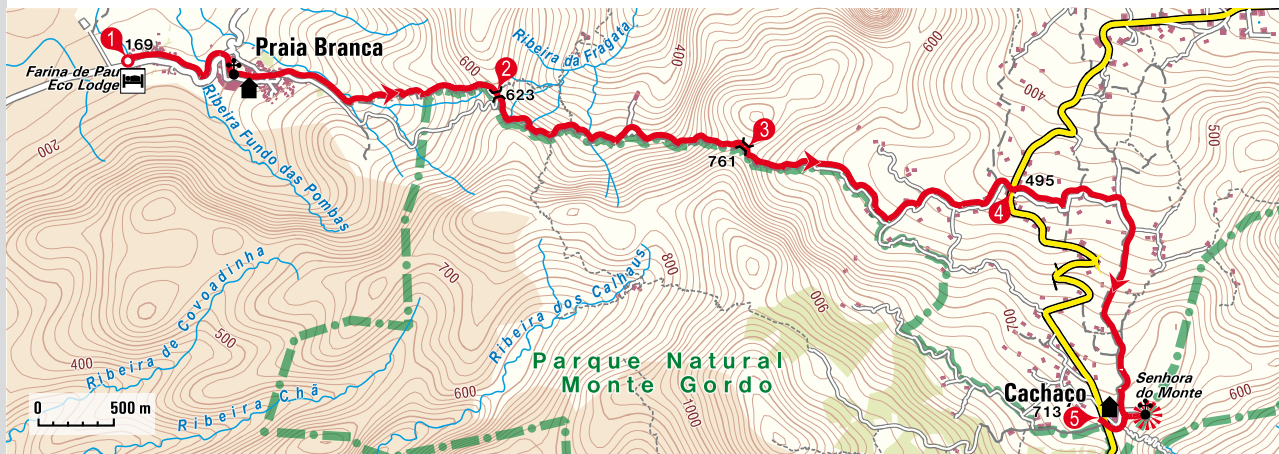 1
169
Praia Branca
Farina de Pau
Eco Lodge
Ribeira da Fragata
2
623
600
400
600
400
500
200
Ribeira Fundo das Pombas
3
761
495
4
Ribeira de Covoadinha
700
800
900
700
Ribeira dos Calhaus
500
400
Ribeira Chã
600
1000
Parque Natural
Monte Gordo
Cachaço
713
5
Senhora
do Monte
600
0
500 m